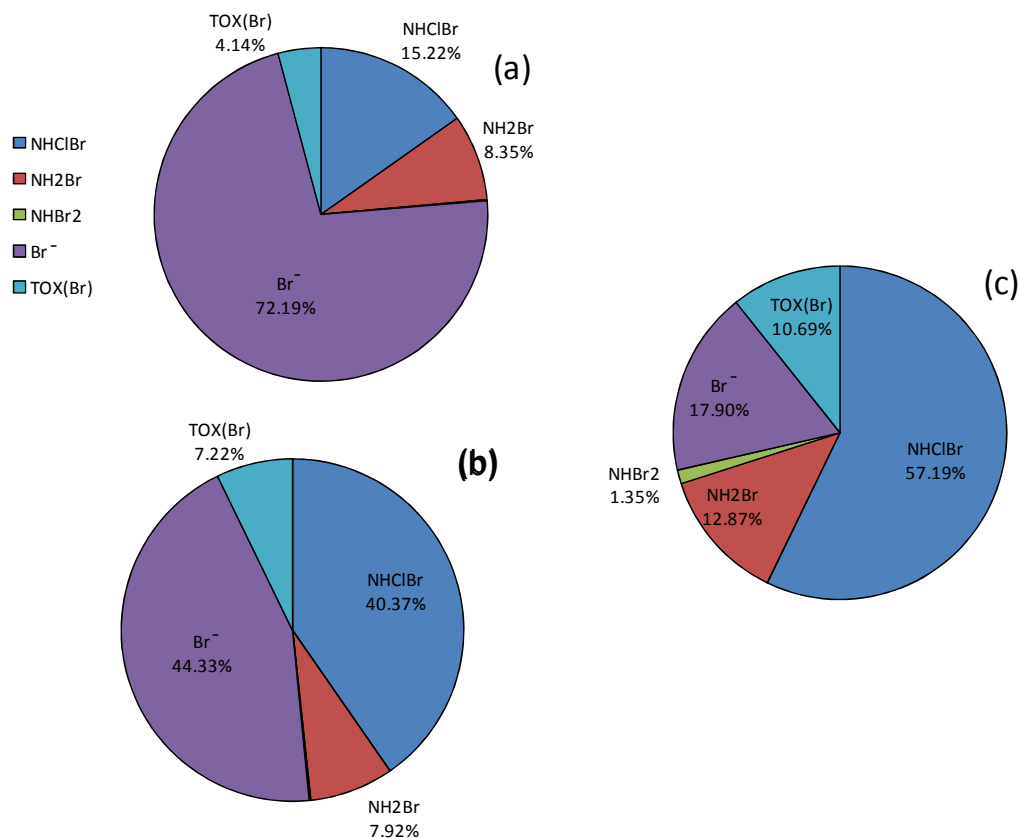 TOX(Br)
4.14%
NHClBr
15.22%
(a)
NH2Br
8.35%
Br⁻
72.19%
NHClBr
NH2Br
NHBr2
Br⁻
TOX(Br)
TOX(Br)
7.22%
(b)
NHClBr
40.37%
Br⁻
44.33%
NH2Br
7.92%
(c)
TOX(Br)
10.69%
Br⁻
17.90%
NHClBr
57.19%
NHBr2
1.35%
NH2Br
12.87%